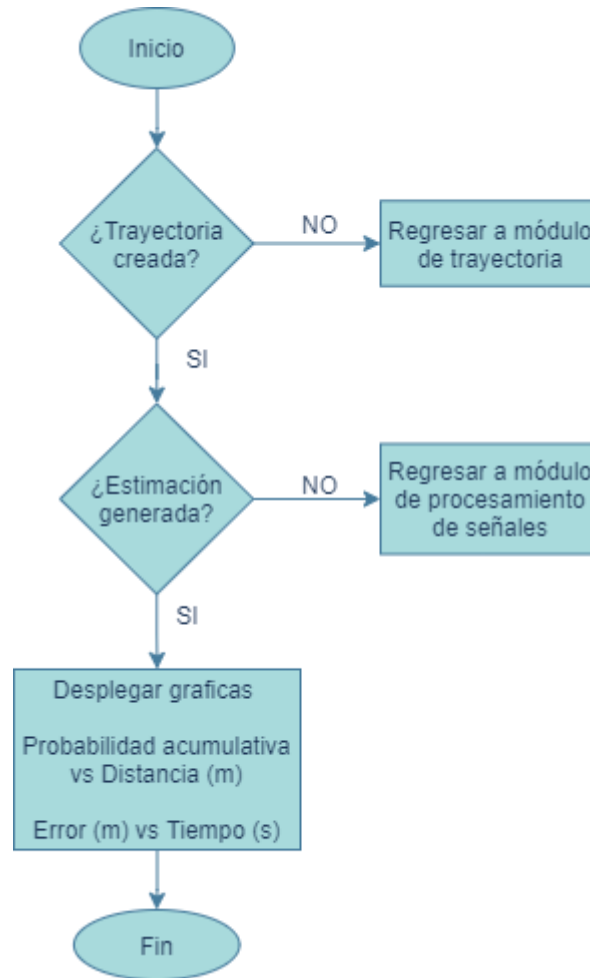 Inicio
¿Trayectoria
creada?
NO
Regresar a módulo
de trayectoria
SI
¿Estimación
generada?
NO
Regresar a módulo
de procesamiento
de señales
SI
Desplegar graficas
Probabilidad acumulativa
vs Distancia (m)
Error (m) vs Tiempo (s)
Fin